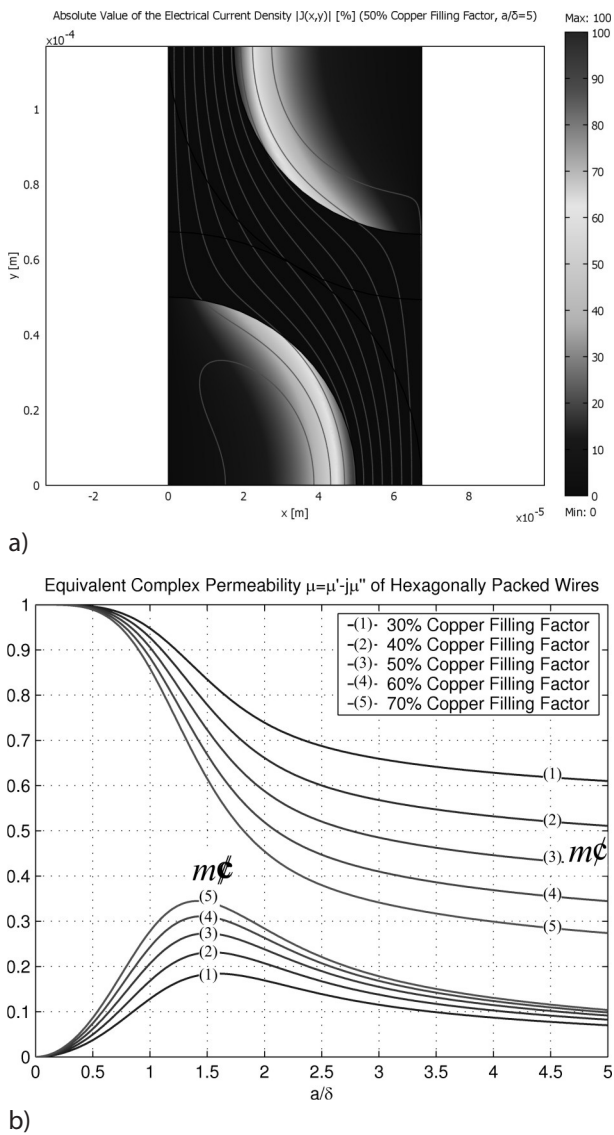 Absolute Value of the Electrical Current Density |J(x,y)| [%] (50% Copper Filling Factor, a/δ=5)
Max: 100
×10⁻⁴
1
0.8
0.6
0.4
0.2
0
y [m]
-2
0
2
4
6
8
x [m]
×10⁻⁵
100
90
80
70
60
50
40
30
20
10
0
Min: 0
a)
Equivalent Complex Permeability μ=μ'-jμ" of Hexagonally Packed Wires
1
0.9
0.8
0.7
0.6
0.5
0.4
0.3
0.2
0.1
0
(1) 30% Copper Filling Factor
(2) 40% Copper Filling Factor
(3) 50% Copper Filling Factor
(4) 60% Copper Filling Factor
(5) 70% Copper Filling Factor
(1)
(2)
(3) m¢
(4)
(5)
m¢
(5)
(4)
(3)
(2)
(1)
0 0.5 1 1.5 2 2.5 3 3.5 4 4.5 5
a/δ
b)